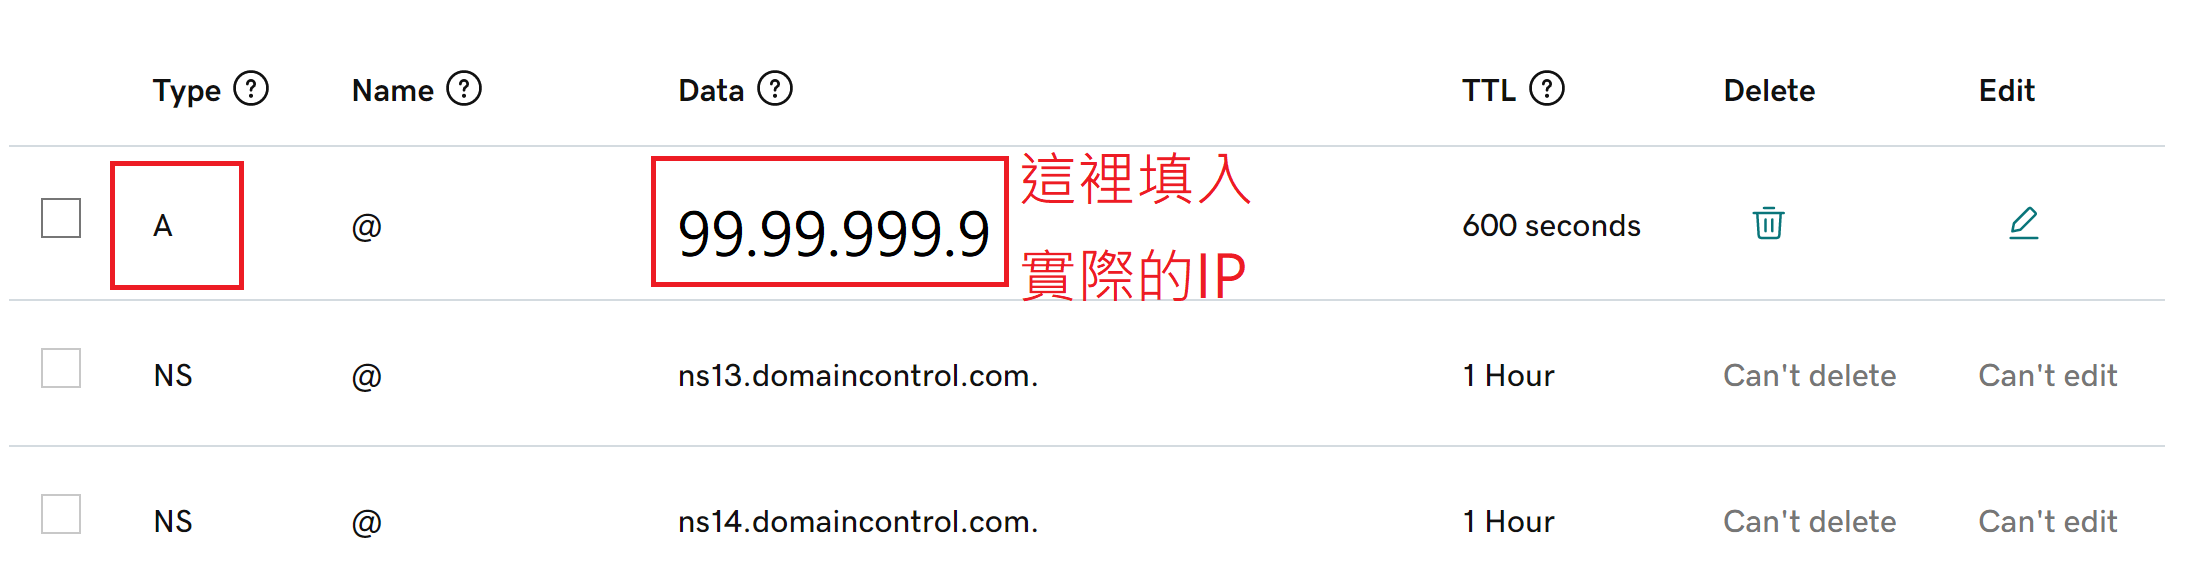 Type ? Name ? Data ? TTL ? Delete Edit
A @ 99.99.999.9 600 seconds
這裡填入
實際的IP
NS @ ns13.domaincontrol.com. 1 Hour Can't delete Can't edit
NS @ ns14.domaincontrol.com. 1 Hour Can't delete Can't edit